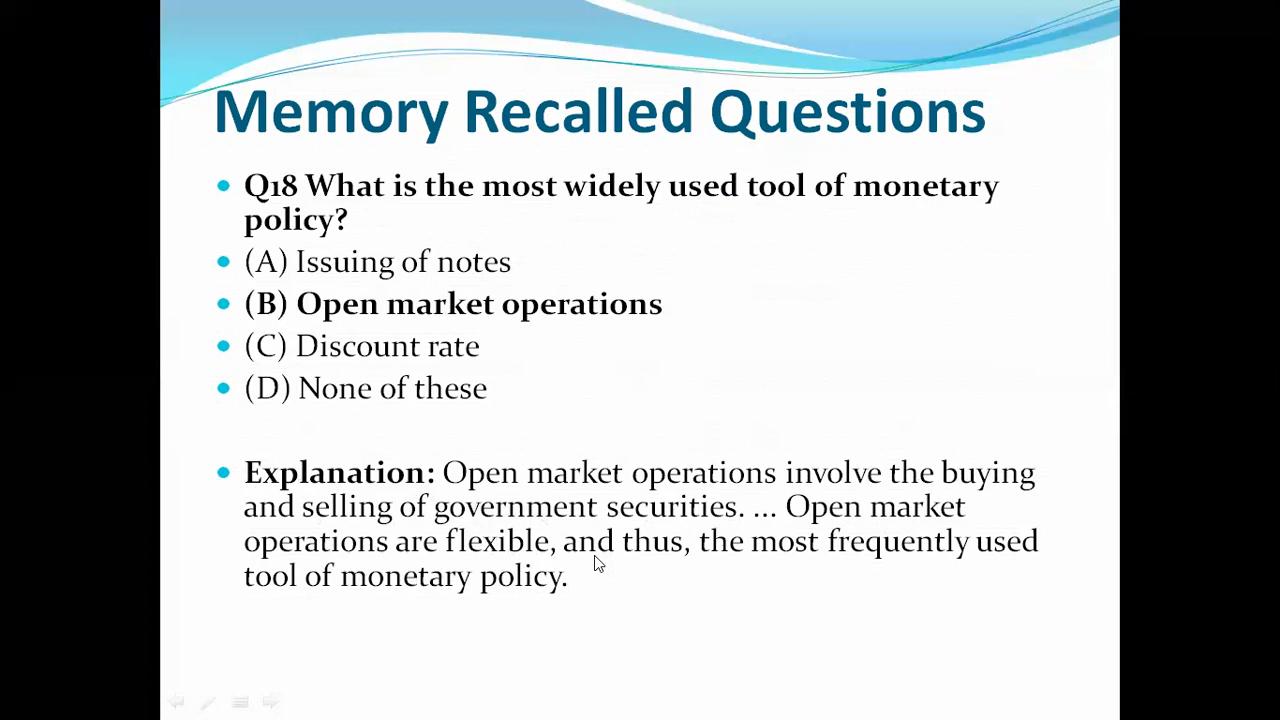 Memory Recalled Questions
Q18 What is the most widely used tool of monetary
policy?
(A) Issuing of notes
(B) Open market operations
(C) Discount rate
(D) None of these
Explanation: Open market operations involve the buying
and selling of government securities. ... Open market
operations are flexible, and thus, the most frequently used
tool of monetary policy.